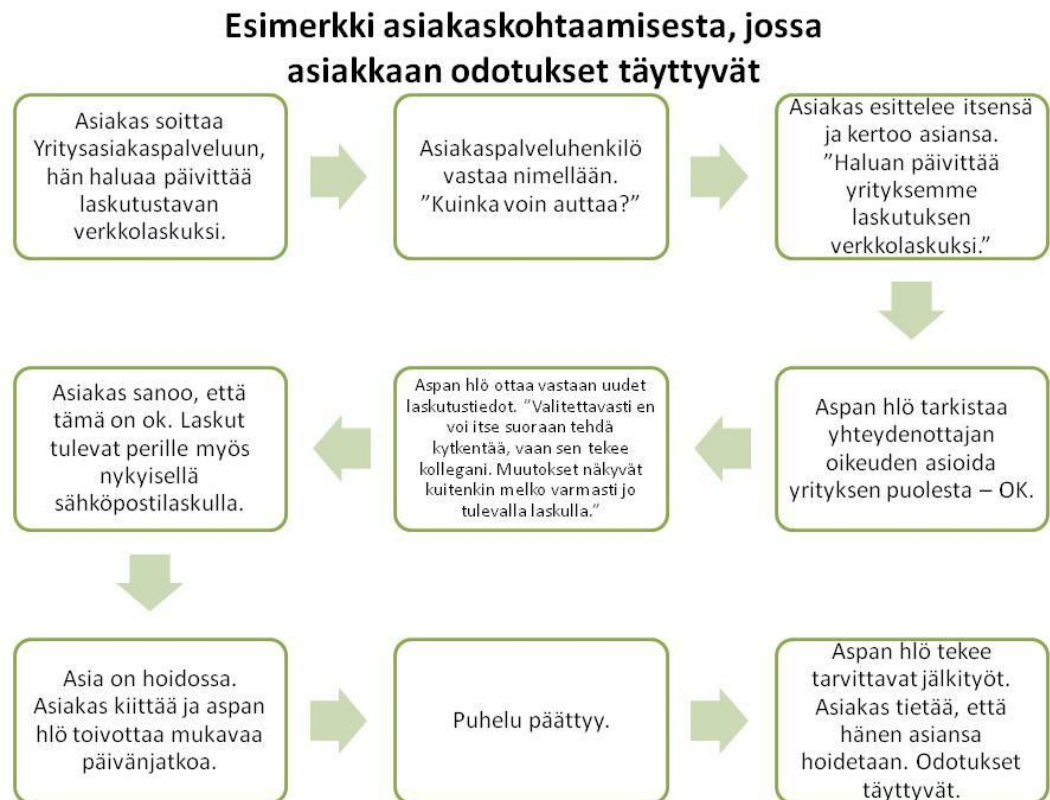 Esimerkki asiakaskohtaamisesta, jossa
asiakkaan odotukset täyttyvät
Asiakas soittaa
Yritysasiakaspalveluun,
hän haluaa päivittää
laskutustavan
verkkolaskuksi.
Asiakaspalveluhenkilö
vastaa nimellään.
”Kuinka voin auttaa?”
Asiakas esittelee itsensä
ja kertoo asiansa.
”Haluan päivittää
yrityksemme
laskutuksen
verkkolaskuksi.”
Aspan hlö tarkistaa
yhteydenottajan
oikeuden asioida
yrityksen puolesta – OK.
Aspan hlö ottaa vastaan uudet
laskutustiedot. ”Valitettavasti en
voi itse suoraan tehdä
kytkentää, vaan sen tekee
kollegani. Muutokset näkyvät
kuitenkin melko varmasti jo
tulevalla laskulla.”
Asiakas sanoo, että
tämä on ok. Laskut
tulevat perille myös
nykyisellä
sähköpostilaskulla.
Asia on hoidossa.
Asiakas kiittää ja aspan
hlö toivottaa mukavaa
päivänjatkoa.
Puhelu päättyy.
Aspan hlö tekee
tarvittavat jälkityöt.
Asiakas tietää, että
hänen asiansa
hoidetaan. Odotukset
täyttyvät.